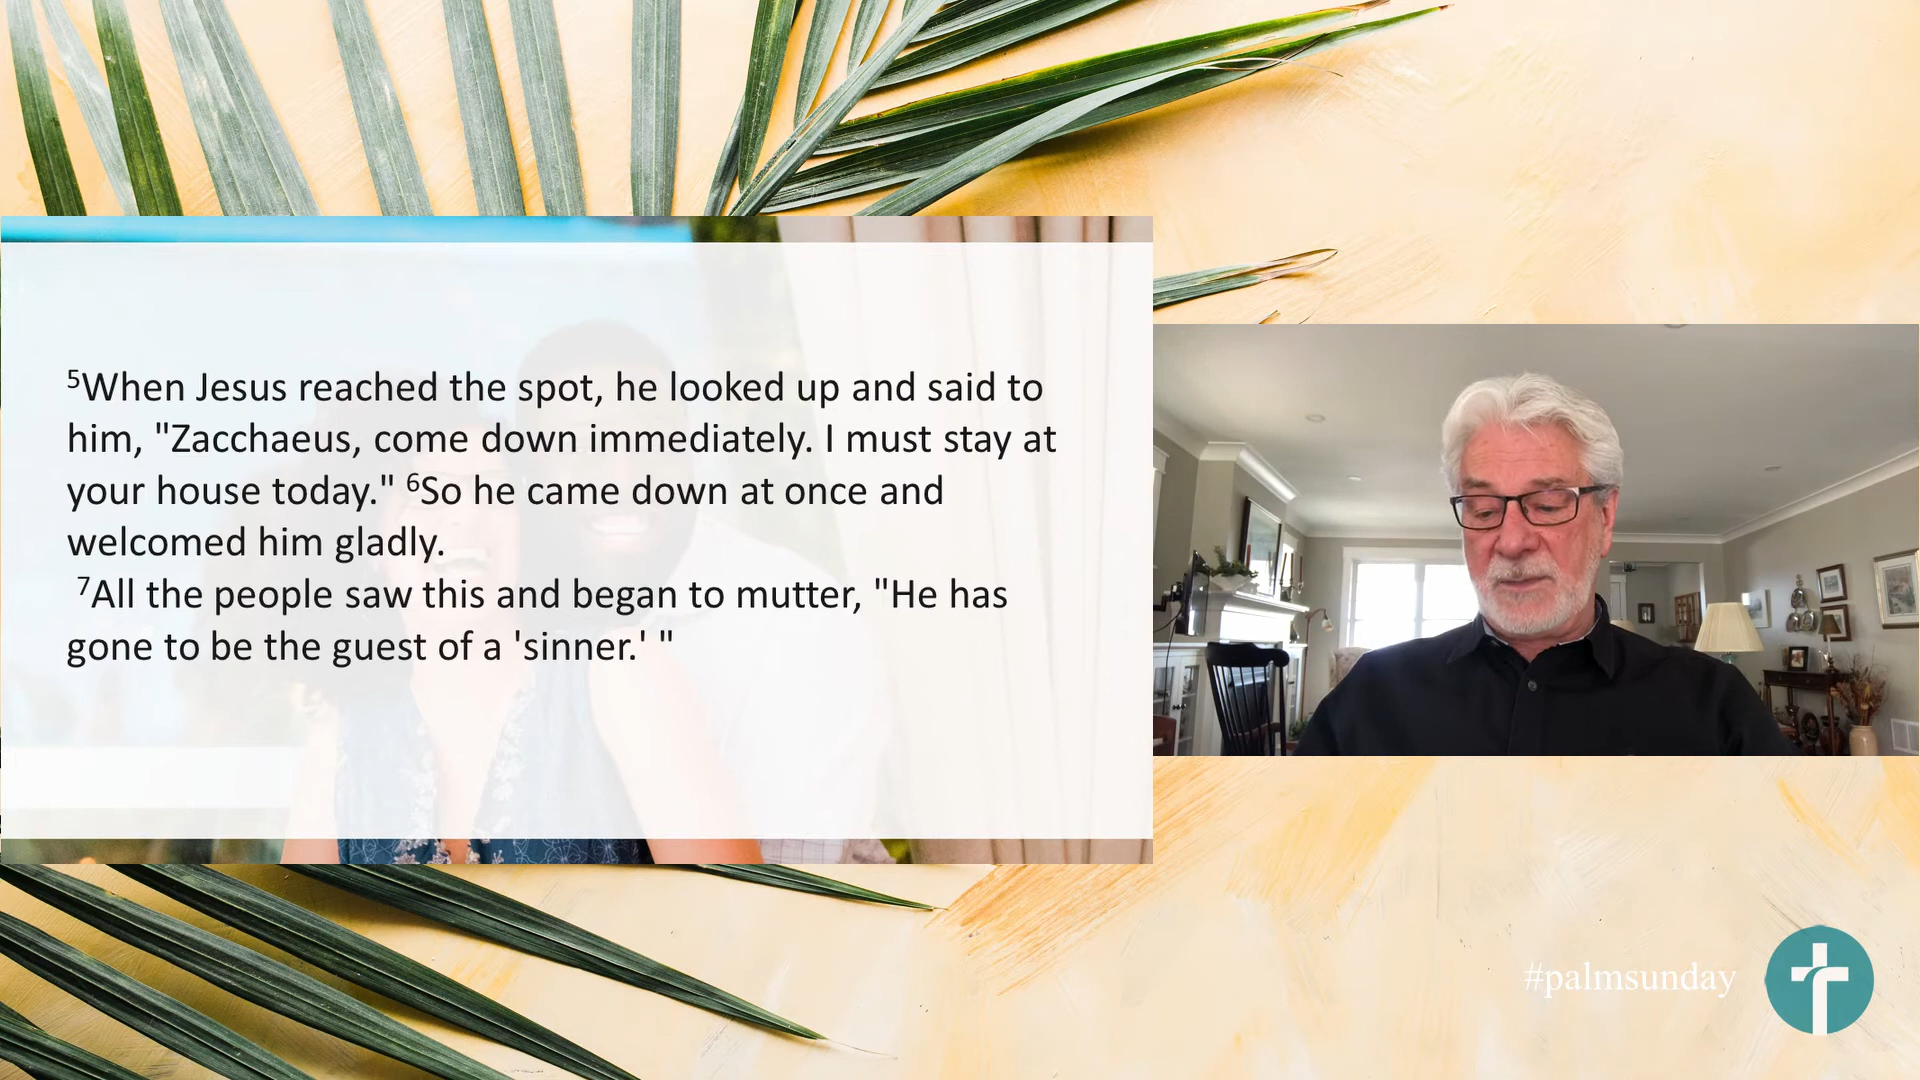 ⁵When Jesus reached the spot, he looked up and said to
him, "Zacchaeus, come down immediately. I must stay at
your house today." ⁶So he came down at once and
welcomed him gladly.
⁷All the people saw this and began to mutter, "He has
gone to be the guest of a 'sinner.' "
#palmsunday